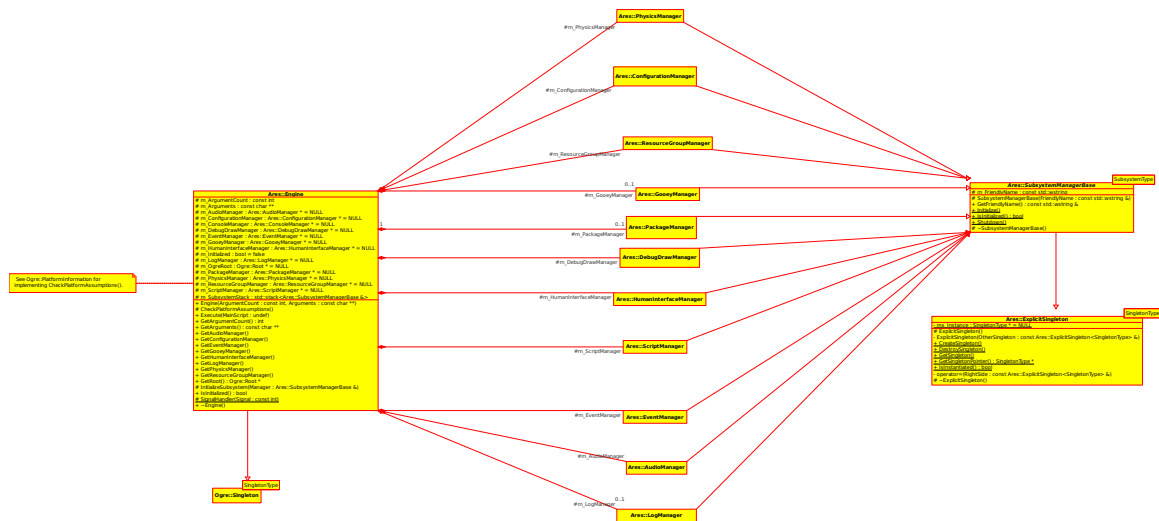 Ares::PhysicsManager
#m_PhysicsManager
Ares::ConfigurationManager
#m_ConfigurationManager
Ares::ResourceGroupManager
#m_ResourceGroupManager
0..1
Ares::GooeyManager
#m_GooeyManager
1
0..1
Ares::PackageManager
#m_PackageManager
Ares::DebugDrawManager
#m_DebugDrawManager
Ares::HumanInterfaceManager
#m_HumanInterfaceManager
Ares::ScriptManager
#m_ScriptManager
Ares::EventManager
#m_EventManager
Ares::AudioManager
#m_AudioManager
0..1
Ares::LogManager
#m_LogManager
See Ogre::PlatformInformation for
implementing CheckPlatformAssumptions().
Ares::Engine
# m_ArgumentCount : const int
# m_Arguments : const char **
# m_AudioManager : Ares::AudioManager * = NULL
# m_ConfigurationManager : Ares::ConfigurationManager * = NULL
# m_ConsoleManager : Ares::ConsoleManager * = NULL
# m_DebugDrawManager : Ares::DebugDrawManager * = NULL
# m_EventManager : Ares::EventManager * = NULL
# m_GooeyManager : Ares::GooeyManager * = NULL
# m_HumanInterfaceManager : Ares::HumanInterfaceManager * = NULL
# m_Initialized : bool = false
# m_LogManager : Ares::LogManager * = NULL
# m_OgreRoot : Ogre::Root * = NULL
# m_PackageManager : Ares::PackageManager * = NULL
# m_PhysicsManager : Ares::PhysicsManager * = NULL
# m_ResourceGroupManager : Ares::ResourceGroupManager * = NULL
# m_ScriptManager : Ares::ScriptManager * = NULL
# m_SubsystemStack : std::stack<Ares::SubsystemManagerBase &>
+ Engine(ArgumentCount : const int, Arguments : const char **)
# CheckPlatformAssumptions()
+ Execute(MainScript : undef)
+ GetArgumentCount() : int
+ GetArguments() : const char **
+ GetAudioManager()
+ GetConfigurationManager()
+ GetEventManager()
+ GetGooeyManager()
+ GetHumanInterfaceManager()
+ GetLogManager()
+ GetPhysicsManager()
+ GetResourceGroupManager()
+ GetRoot() : Ogre::Root *
# InitializeSubsystem(Manager : Ares::SubsystemManagerBase &)
+ IsInitialized() : bool
# SignalHandler(Signal : const int)
+ ~Engine()
SingletonType
Ogre::Singleton
SubsystemType
Ares::SubsystemManagerBase
# m_FriendlyName : const std::wstring
# SubsystemManagerBase(FriendlyName : const std::wstring &)
+ GetFriendlyName() : const std::wstring &
+ Initialize()
+ IsInitialized() : bool
+ Shutdown()
# ~SubsystemManagerBase()
SingletonType
Ares::ExplicitSingleton
- ms_Instance : SingletonType * = NULL
# ExplicitSingleton()
- ExplicitSingleton(OtherSingleton : const Ares::ExplicitSingleton<SingletonType> &)
+ CreateSingleton()
+ DestroySingleton()
+ GetSingleton()
+ GetSingletonPointer() : SingletonType *
+ IsInstantiated() : bool
- operator=(RightSide : const Ares::ExplicitSingleton<SingletonType> &)
# ~ExplicitSingleton()